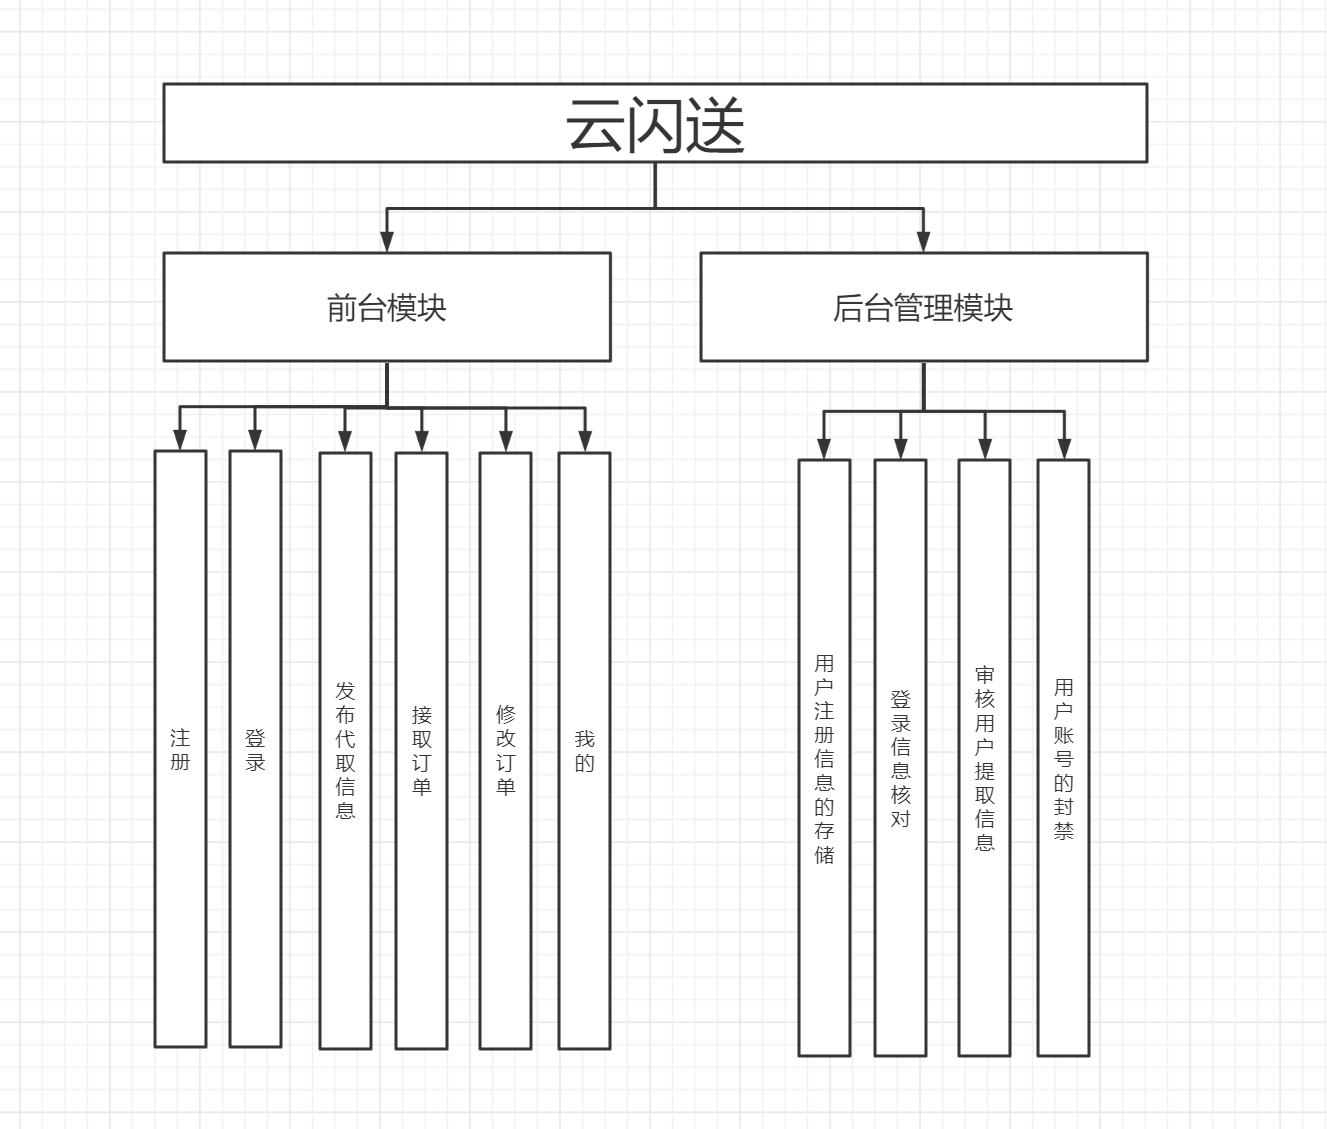 云闪送
前台模块
后台管理模块
注册
登录
发布代取信息
接取订单
修改订单
我的
用户注册信息的存储
登录信息核对
审核用户提取信息
用户账号的封禁